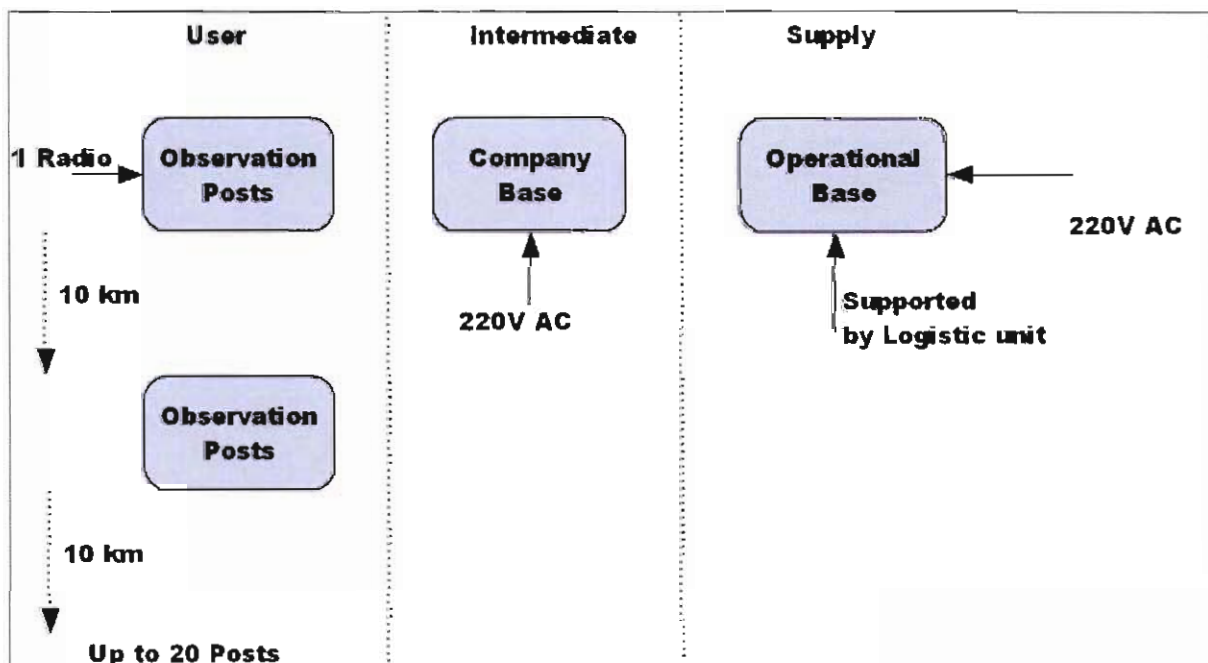 User
Intermediate
Supply
1 Radio
Observation
Posts
Company
Base
Operational
Base
220V AC
10 km
220V AC
Supported
by Logistic unit
Observation
Posts
10 km
Up to 20 Posts